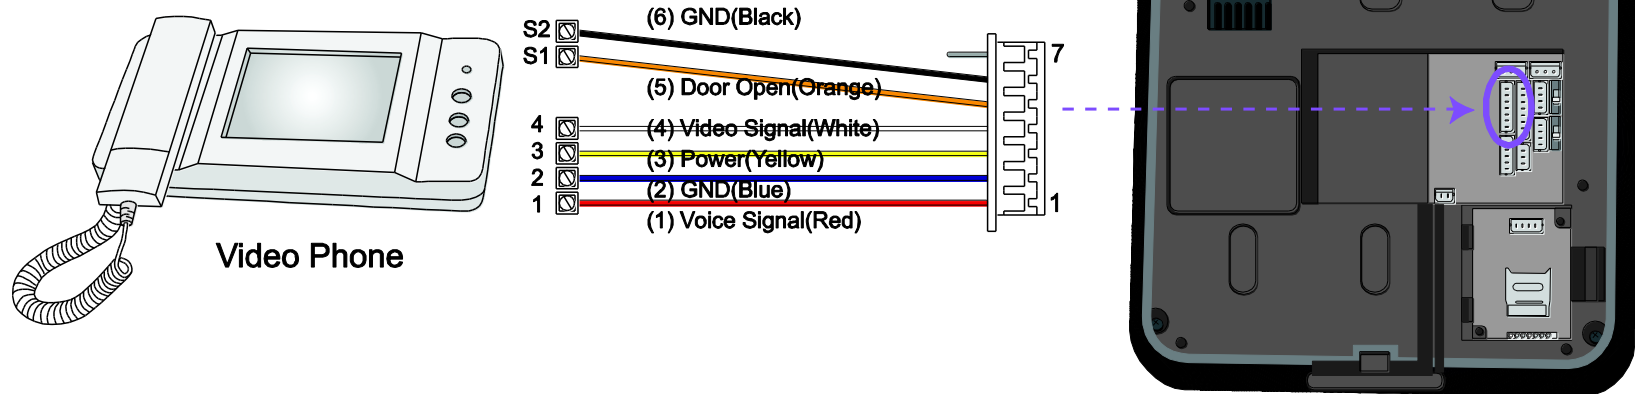 S2
(6) GND(Black)
S1
7
(5) Door Open(Orange)
4
(4) Video Signal(White)
3
(3) Power(Yellow)
2
(2) GND(Blue)
1
1
(1) Voice Signal(Red)
Video Phone